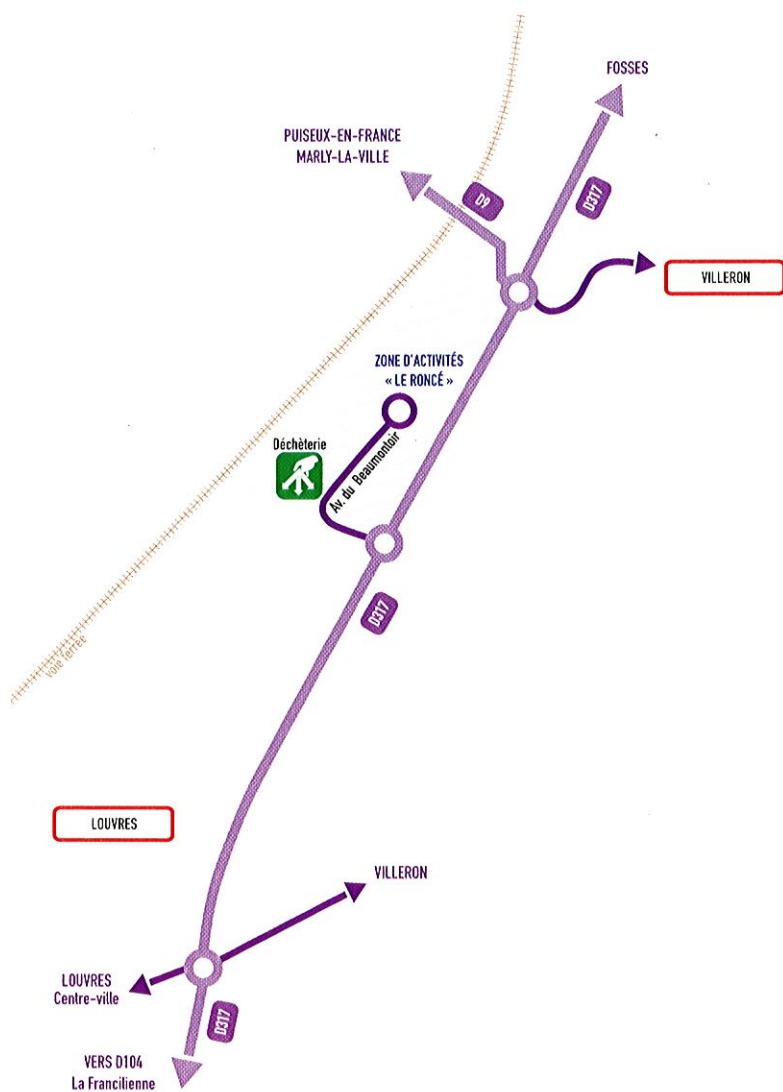 FOSSES
PUISEUX-EN-FRANCE
MARLY-LA-VILLE
D9
D317
VILLERON
ZONE D'ACTIVITÉS
« LE RONCÉ »
Déchèterie
Av. du Beaumontoir
D317
voie ferrée
LOUVRES
VILLERON
LOUVRES
Centre-ville
D317
VERS D104
La Francilienne